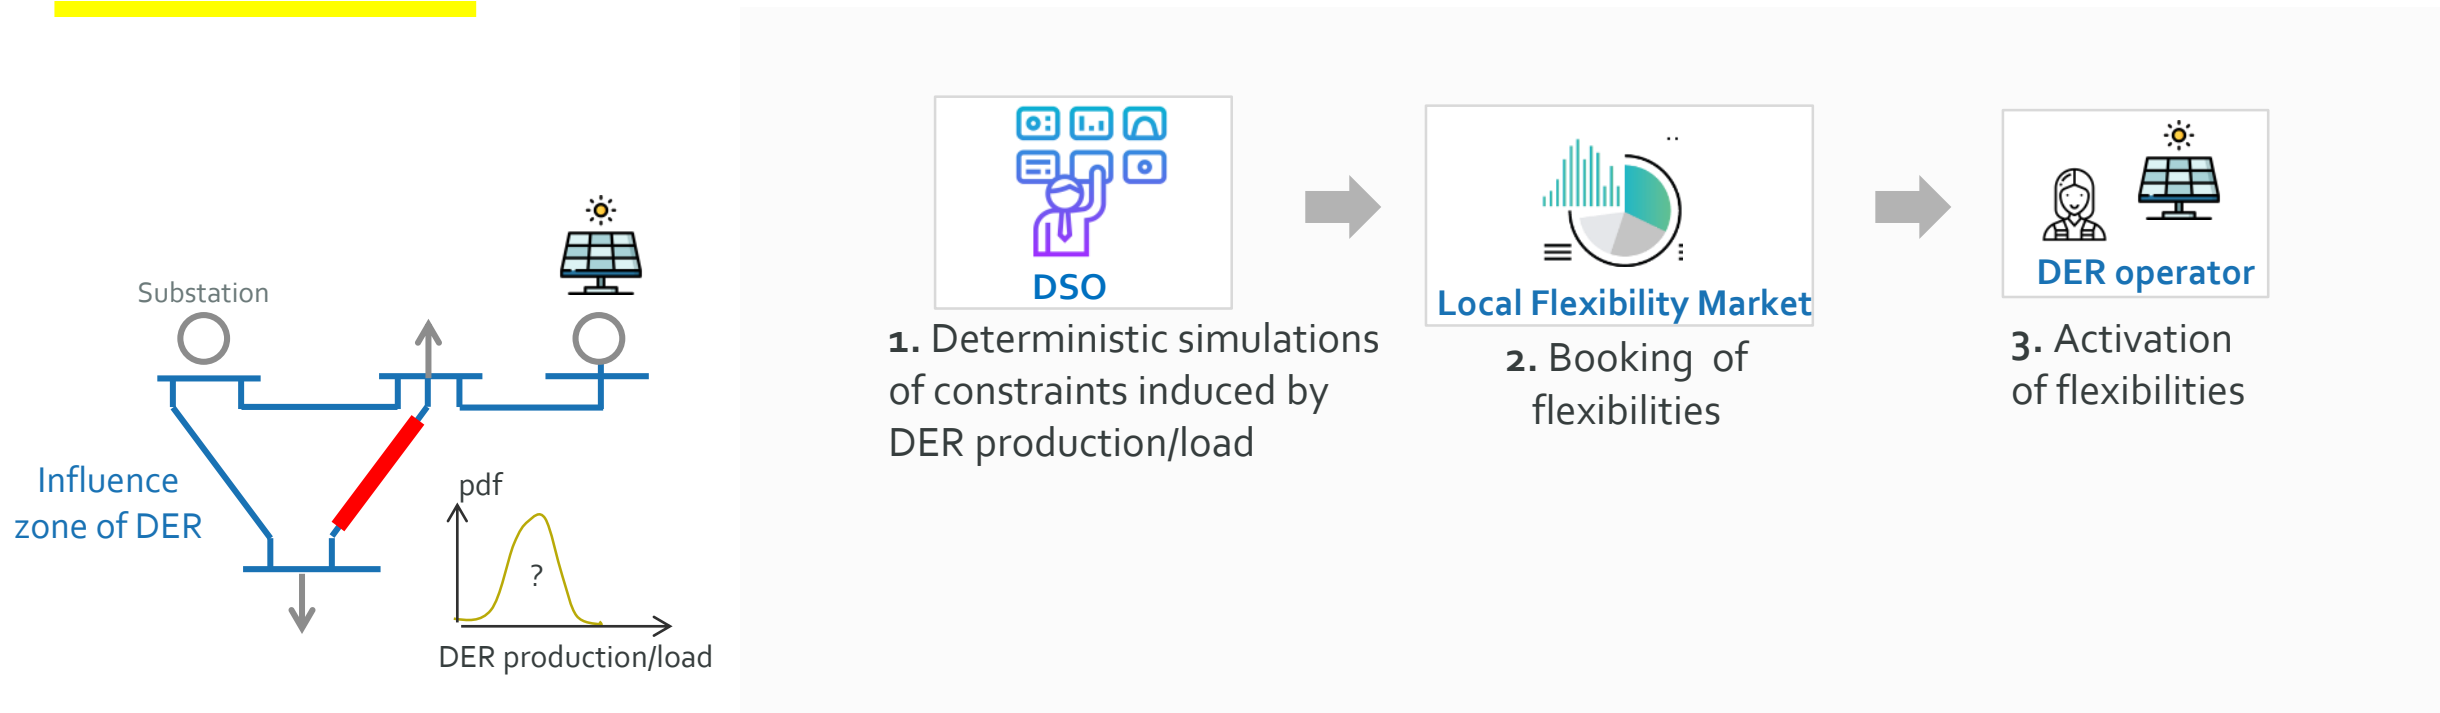 Substation
Influence
zone of DER
pdf
?
DER production/load
DSO
1. Deterministic simulations
of constraints induced by
DER production/load
Local Flexibility Market
2. Booking of
flexibilities
DER operator
3. Activation
of flexibilities